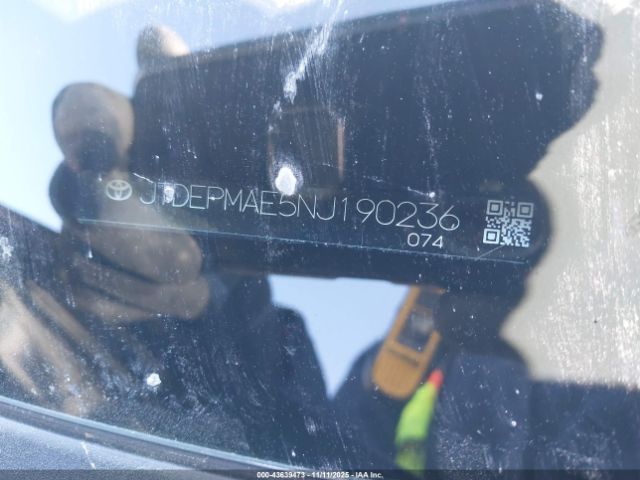 JTDEPMAE5NJ190236
074
000-43639473 - 11/11/2025 - IAA Inc.